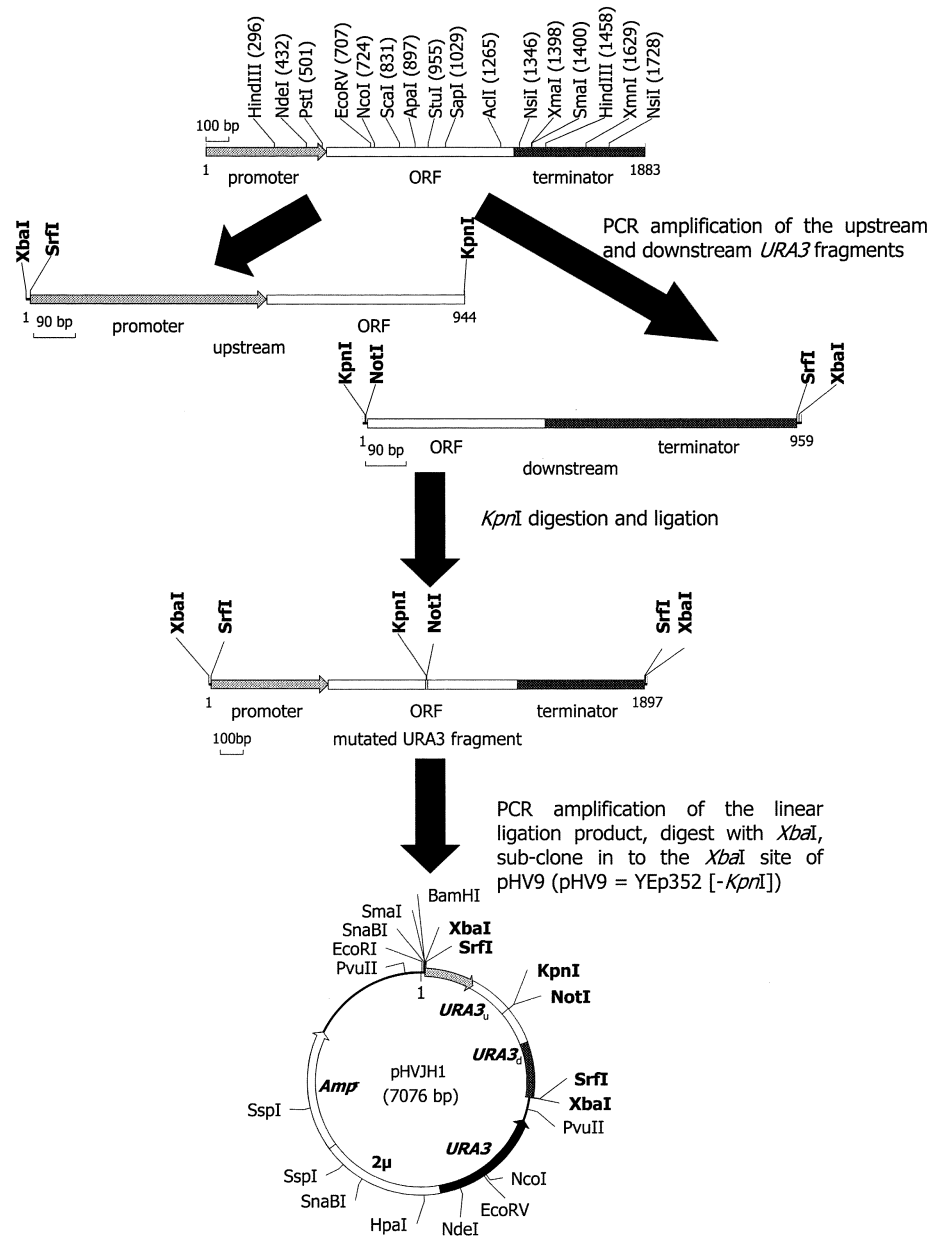 HindIII (296)
NdeI (432)
PstI (501)
EcoRV (707)
NcoI (724)
ScaI (831)
ApaI (897)
StuI (955)
SapI (1029)
AclI (1265)
NsiI (1346)
XmaI (1398)
SmaI (1400)
HindIII (1458)
XmnI (1629)
NsiI (1728)
100 bp
1
promoter
ORF
terminator
1883
PCR amplification of the upstream
and downstream URA3 fragments
XbaI
SrfI
KpnI
1
90 bp
promoter
ORF
944
upstream
KpnI
NotI
SrfI
XbaI
1
90 bp
ORF
terminator
959
downstream
KpnI digestion and ligation
XbaI
SrfI
KpnI
NotI
SrfI
XbaI
1
promoter
ORF
terminator
1897
100bp
mutated URA3 fragment
PCR amplification of the linear
ligation product, digest with XbaI,
sub-clone in to the XbaI site of
pHV9 (pHV9 = YEp352 [-KpnI])
BamHI
SmaI
XbaI
SnaBI
SrfI
EcoRI
PvuII
KpnI
1
NotI
URA3u
URA3d
pHVJH1
(7076 bp)
SrfI
Ampr
XbaI
SspI
PvuII
URA3
2μ
SspI
NcoI
SnaBI
EcoRV
HpaI
NdeI